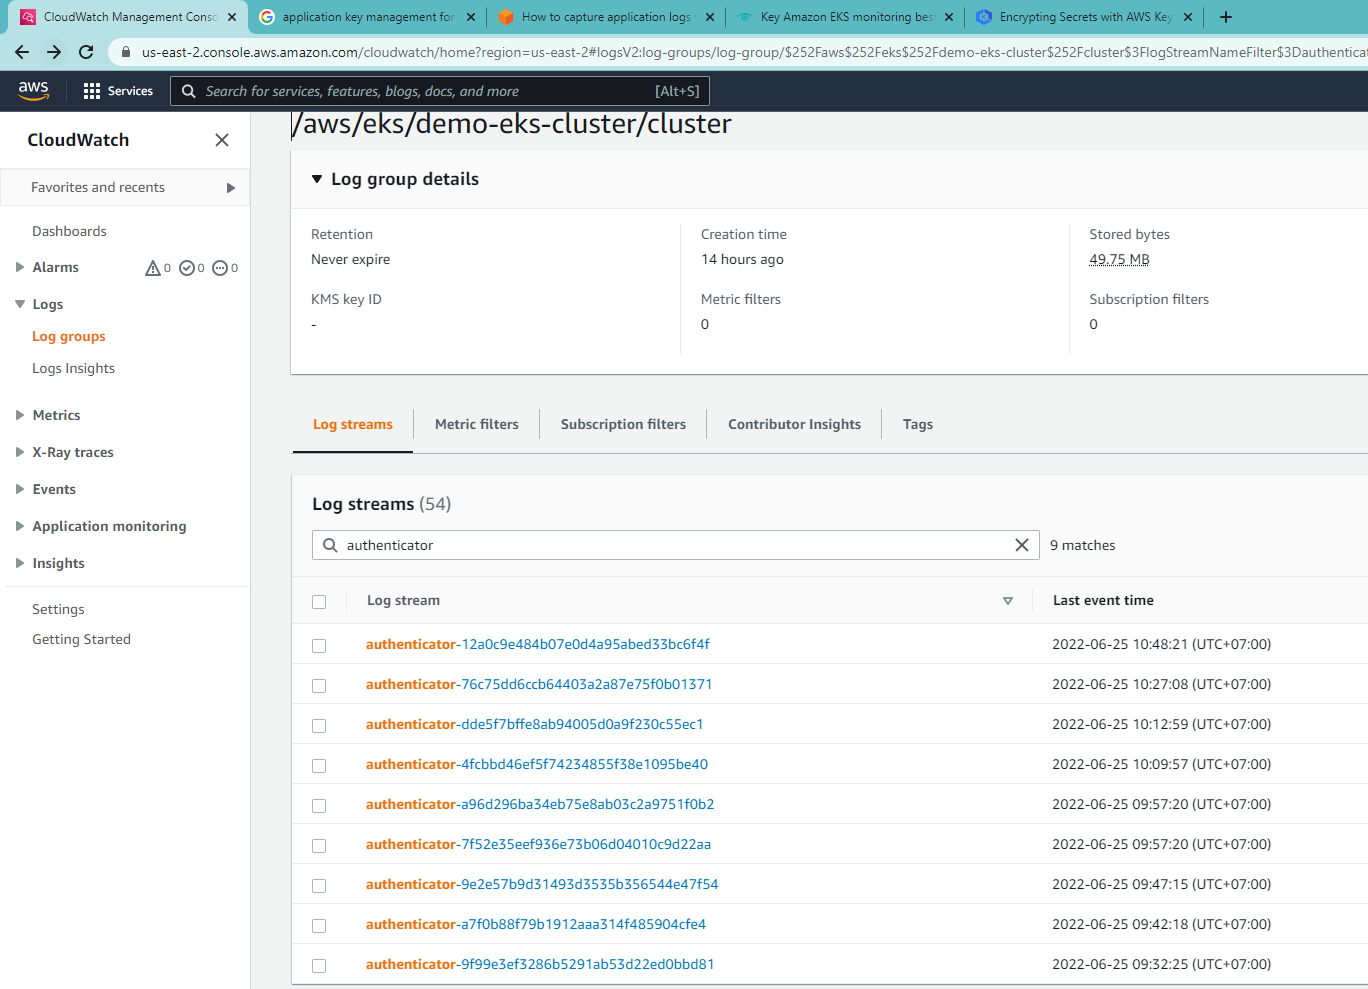 CloudWatch Management Conso
application key management for
How to capture application logs
Key Amazon EKS monitoring bes
Encrypting Secrets with AWS Key
us-east-2.console.aws.amazon.com/cloudwatch/home?region=us-east-2#logsV2:log-groups/log-group/$252Faws$252Feks$252Fdemo-eks-cluster$252Fcluster$3FlogStreamNameFilter$3Dauthenticat
aws
Services
Search for services, features, blogs, docs, and more
[Alt+S]
CloudWatch
Favorites and recents
Dashboards
Alarms
0
0
0
Logs
Log groups
Logs Insights
Metrics
X-Ray traces
Events
Application monitoring
Insights
Settings
Getting Started
/aws/eks/demo-eks-cluster/cluster
Log group details
Retention
Never expire
KMS key ID
-
Creation time
14 hours ago
Metric filters
0
Stored bytes
49.75 MB
Subscription filters
0
Log streams
Metric filters
Subscription filters
Contributor Insights
Tags
Log streams (54)
authenticator
9 matches
Log stream
Last event time
authenticator-12a0c9e484b07e0d4a95abed33bc6f4f
2022-06-25 10:48:21 (UTC+07:00)
authenticator-76c75dd6ccb64403a2a87e75f0b01371
2022-06-25 10:27:08 (UTC+07:00)
authenticator-dde5f7bffe8ab94005d0a9f230c55ec1
2022-06-25 10:12:59 (UTC+07:00)
authenticator-4fcbbd46ef5f74234855f38e1095be40
2022-06-25 10:09:57 (UTC+07:00)
authenticator-a96d296ba34eb75e8ab03c2a9751f0b2
2022-06-25 09:57:20 (UTC+07:00)
authenticator-7f52e35eef936e73b06d04010c9d22aa
2022-06-25 09:57:20 (UTC+07:00)
authenticator-9e2e57b9d31493d3535b356544e47f54
2022-06-25 09:47:15 (UTC+07:00)
authenticator-a7f0b88f79b1912aaa314f485904cfe4
2022-06-25 09:42:18 (UTC+07:00)
authenticator-9f99e3ef3286b5291ab53d22ed0bbd81
2022-06-25 09:32:25 (UTC+07:00)